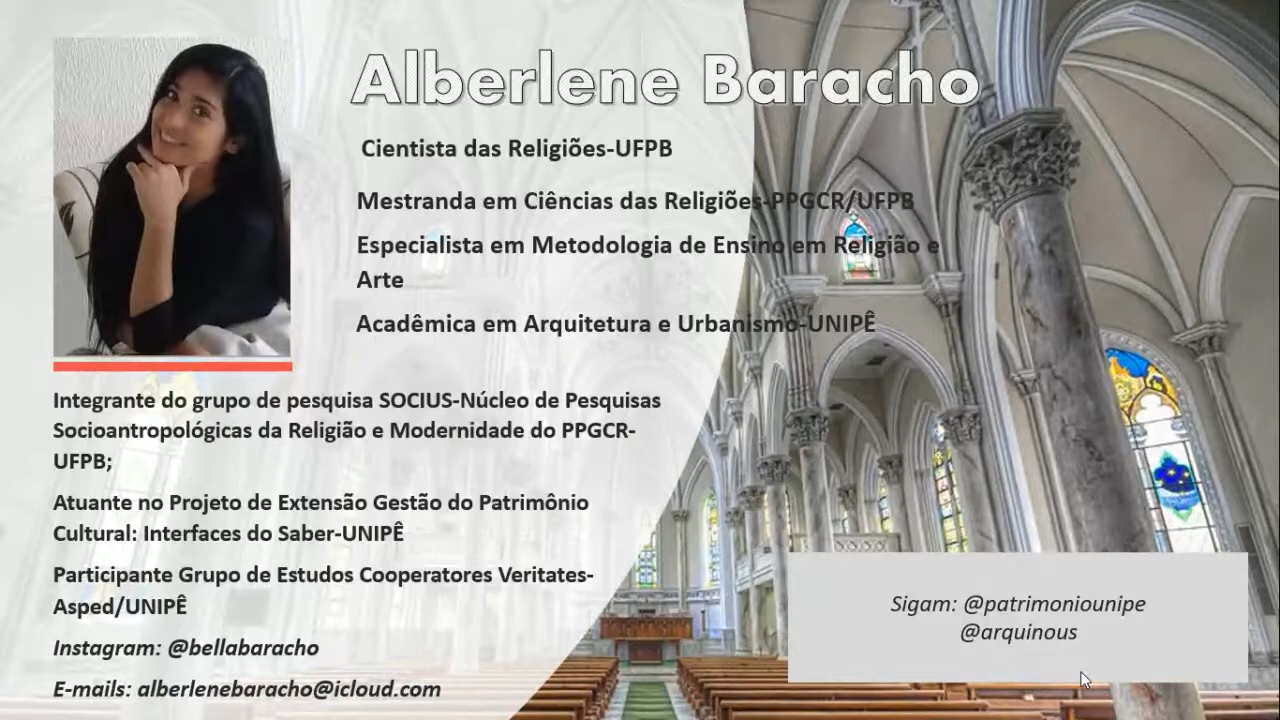 Alberlene Baracho
Cientista das Religiões-UFPB
Mestranda em Ciências das Religiões-PPGCR/UFPB
Especialista em Metodologia de Ensino em Religião e
Arte
Acadêmica em Arquitetura e Urbanismo-UNIPÊ
Integrante do grupo de pesquisa SOCIUS-Núcleo de Pesquisas
Socioantropológicas da Religião e Modernidade do PPGCR-
UFPB;
Atuante no Projeto de Extensão Gestão do Patrimônio
Cultural: Interfaces do Saber-UNIPÊ
Participante Grupo de Estudos Cooperatores Veritates-
Asped/UNIPÊ
Instagram: @bellabaracho
E-mails: alberlenebaracho@icloud.com
Sigam: @patrimoniounipe
@arquinous